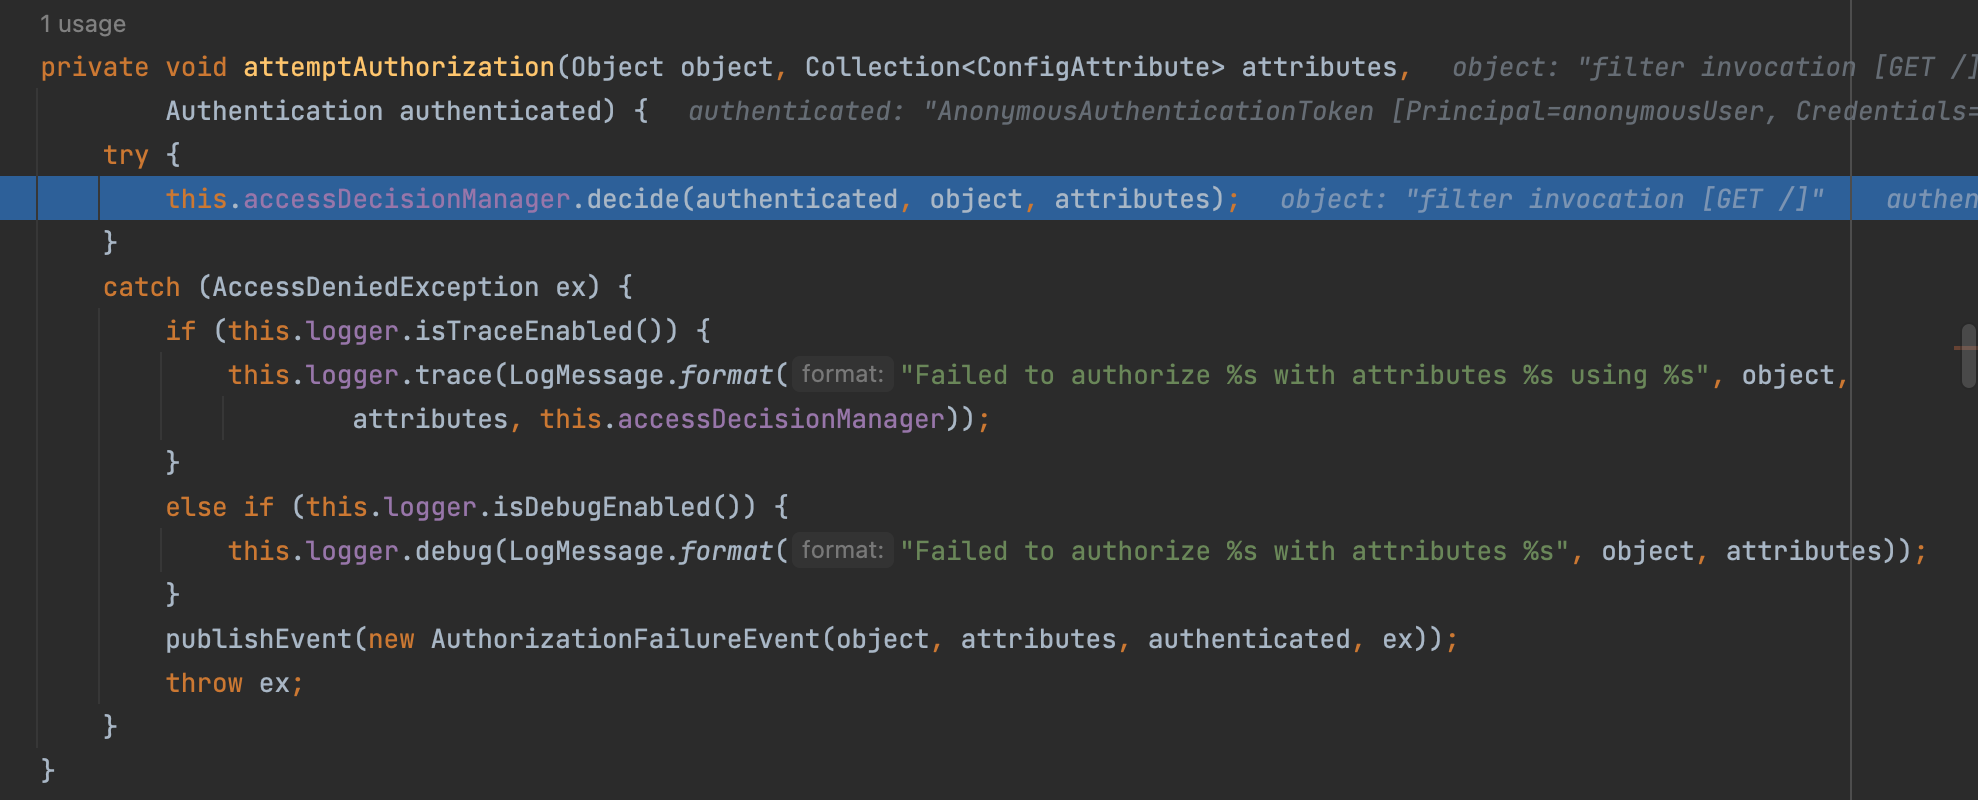 1 usage
private void attemptAuthorization(Object object, Collection<ConfigAttribute> attributes,   object: "filter invocation [GET /]
        Authentication authenticated) {   authenticated: "AnonymousAuthenticationToken [Principal=anonymousUser, Credentials=
    try {
        this.accessDecisionManager.decide(authenticated, object, attributes);   object: "filter invocation [GET /]"   authen
    }
    catch (AccessDeniedException ex) {
        if (this.logger.isTraceEnabled()) {
            this.logger.trace(LogMessage.format( format: "Failed to authorize %s with attributes %s using %s", object,
                    attributes, this.accessDecisionManager));
        }
        else if (this.logger.isDebugEnabled()) {
            this.logger.debug(LogMessage.format( format: "Failed to authorize %s with attributes %s", object, attributes));
        }
        publishEvent(new AuthorizationFailureEvent(object, attributes, authenticated, ex));
        throw ex;
    }
}